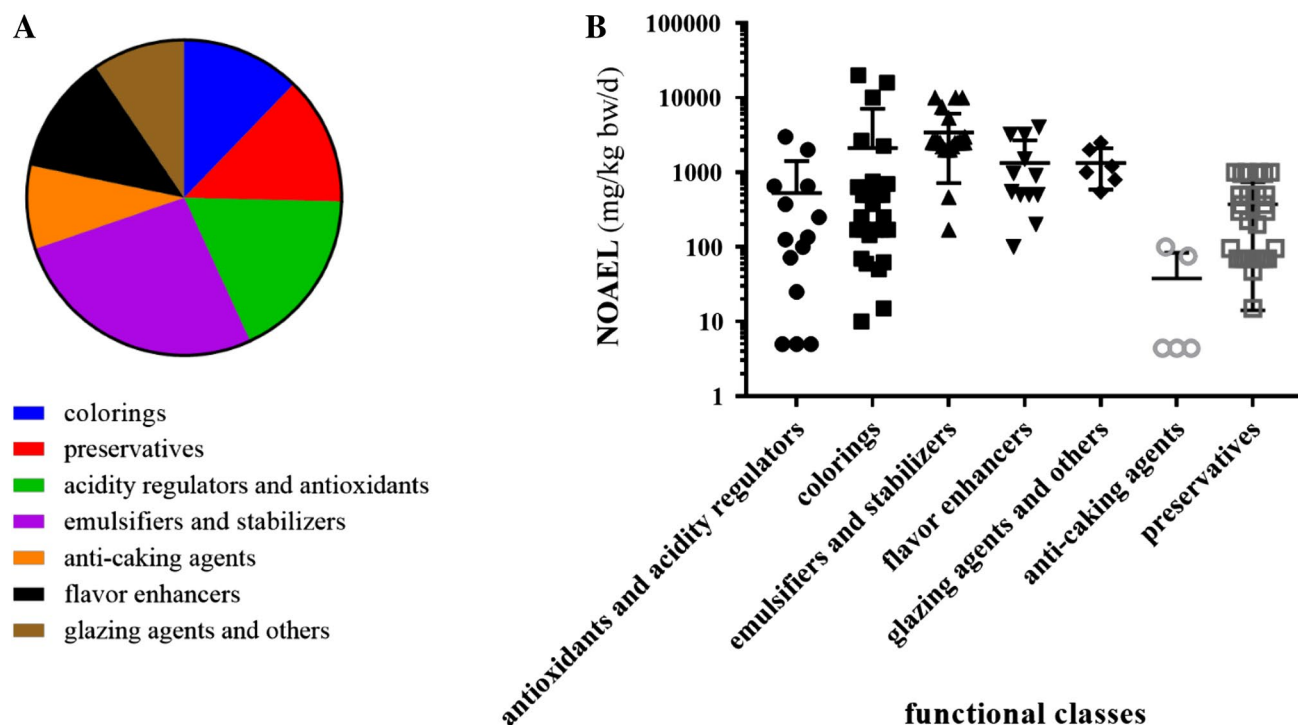 A
colorings
preservatives
acidity regulators and antioxidants
emulsifiers and stabilizers
anti-caking agents
flavor enhancers
glazing agents and others
B
NOAEL (mg/kg bw/d)
100000
10000
1000
100
10
1
antioxidants and acidity regulators
colorings
emulsifiers and stabilizers
flavor enhancers
glazing agents and others
anti-caking agents
preservatives
functional classes